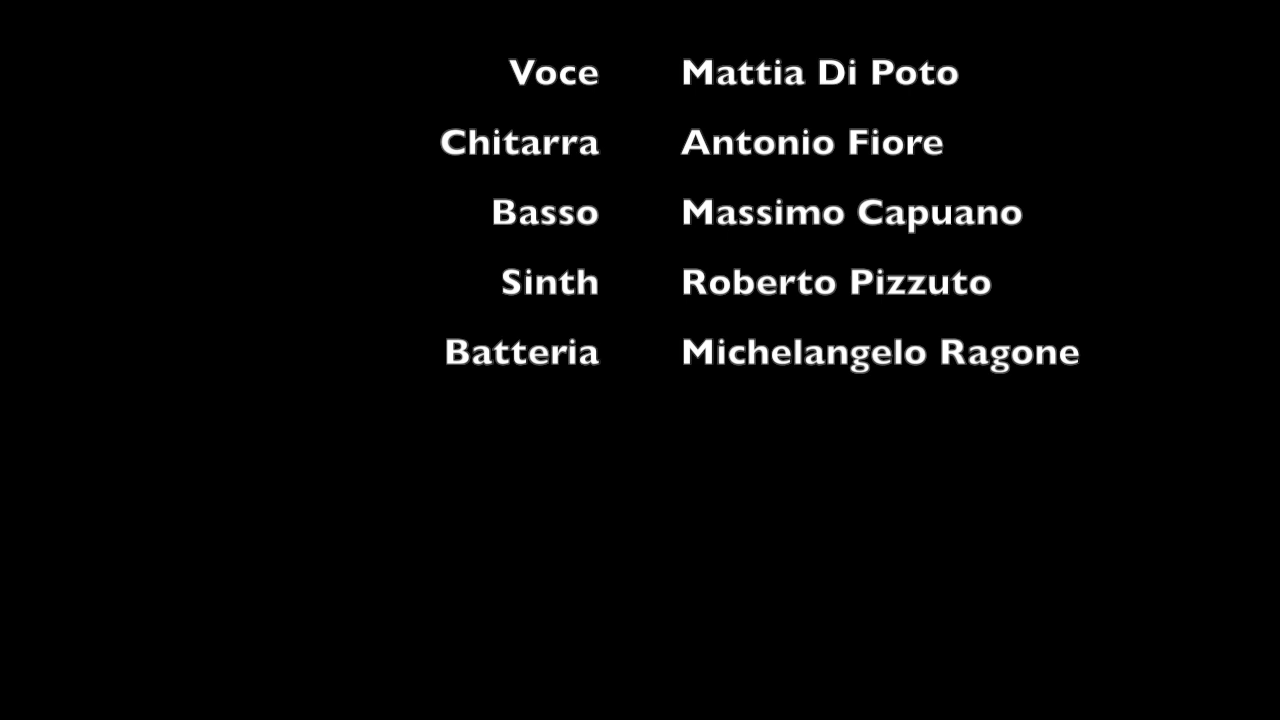 Voce Mattia Di Poto
Chitarra Antonio Fiore
Basso Massimo Capuano
Sinth Roberto Pizzuto
Batteria Michelangelo Ragone